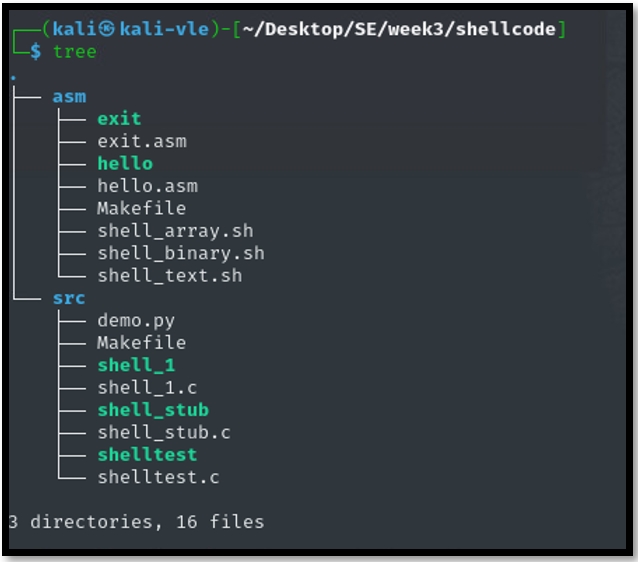 ┌──(kali㉿kali-vle)-[~/Desktop/SE/week3/shellcode]
└─$ tree
.
├── asm
│   ├── exit
│   ├── exit.asm
│   ├── hello
│   ├── hello.asm
│   ├── Makefile
│   ├── shell_array.sh
│   ├── shell_binary.sh
│   └── shell_text.sh
└── src
    ├── demo.py
    ├── Makefile
    ├── shell_1
    ├── shell_1.c
    ├── shell_stub
    ├── shell_stub.c
    ├── shelltest
    └── shelltest.c
3 directories, 16 files